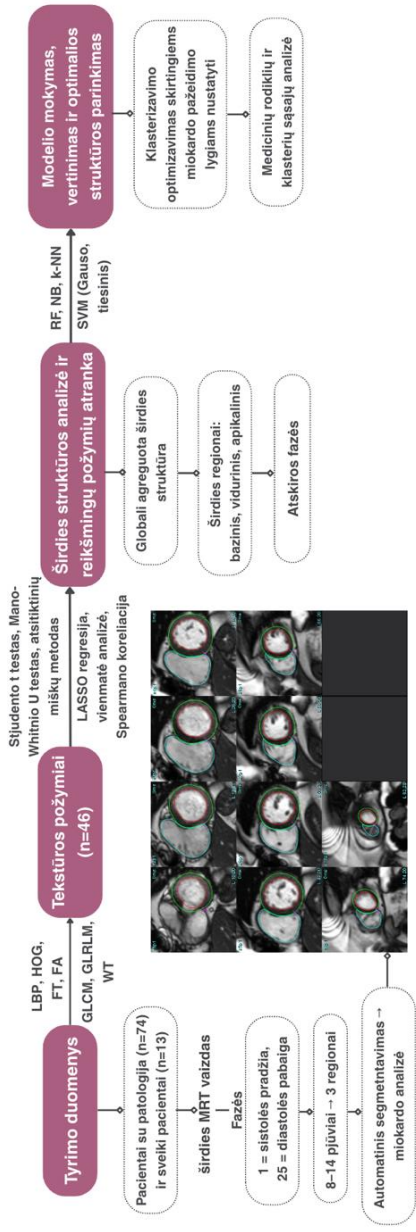 Tyrimo duomenys
LBP, HOG,
FT, FA
GLCM, GLRLM,
WT
Tekstūros požymiai
(n=46)
Stjudento t testas, Mano-
Whitnio U testas, atsitiktinių
miškų metodas
LASSO regresija,
vienmatė analizė,
Spearmano koreliacija
Širdies struktūros analizė ir
reikšmingų požymių atranka
RF, NB, k-NN
SVM (Gauso,
tiesinis)
Modelio mokymas,
vertinimas ir optimalios
struktūros parinkimas
Pacientai su patologija (n=74)
ir sveiki pacientai (n=13)
širdies MRT vaizdas
Fazės
1 = sistolės pradžia,
25 = diastolės pabaiga
8–14 pjūviai → 3 regionai
Automatinis segmetntavimas →
miokardo analizė
Globali agreguota širdies
struktūra
Širdies regionai:
bazinis, vidurinis, apikalinis
Atskiros fazės
Klasterizavimo
optimizavimas skirtingiems
miokardo pažeidimo
lygiams nustatyti
Medicinių rodiklių ir
klasterių sąsajų analizė